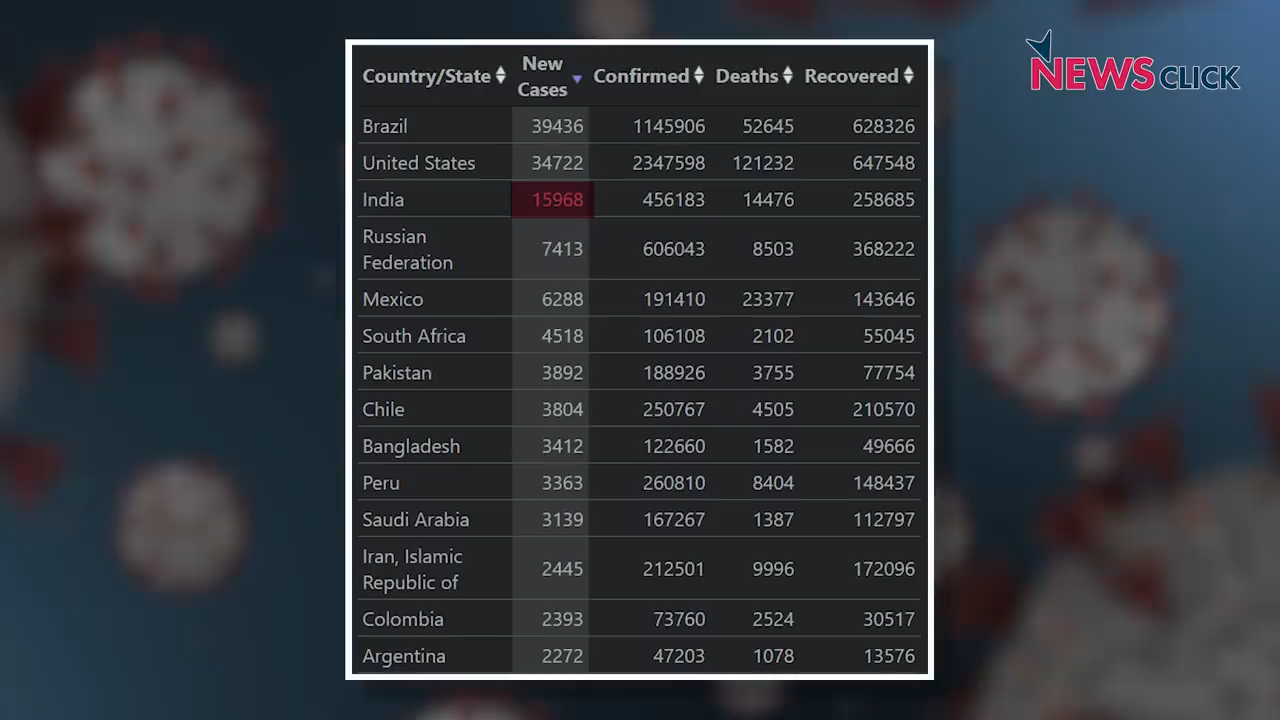 Country/State New Cases Confirmed Deaths Recovered
Brazil 39436 1145906 52645 628326
United States 34722 2347598 121232 647548
India 15968 456183 14476 258685
Russian Federation 7413 606043 8503 368222
Mexico 6288 191410 23377 143646
South Africa 4518 106108 2102 55045
Pakistan 3892 188926 3755 77754
Chile 3804 250767 4505 210570
Bangladesh 3412 122660 1582 49666
Peru 3363 260810 8404 148437
Saudi Arabia 3139 167267 1387 112797
Iran, Islamic Republic of 2445 212501 9996 172096
Colombia 2393 73760 2524 30517
Argentina 2272 47203 1078 13576
NEWSCLICK